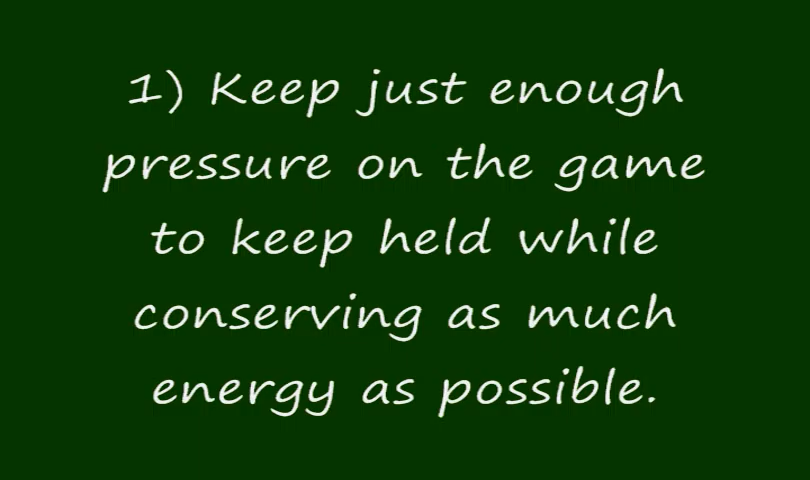 1) Keep just enough
pressure on the game
to keep held while
conserving as much
energy as possible.